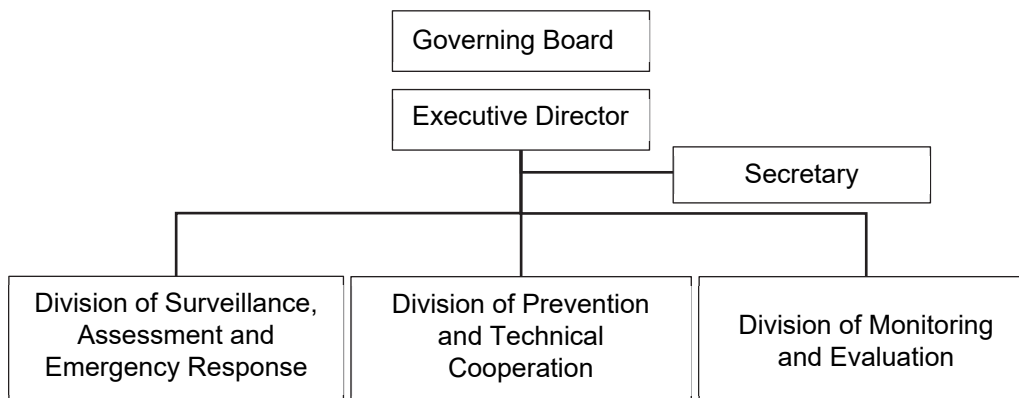 Governing Board
Executive Director
Secretary
Division of Surveillance,
Assessment and
Emergency Response
Division of Prevention
and Technical
Cooperation
Division of Monitoring
and Evaluation